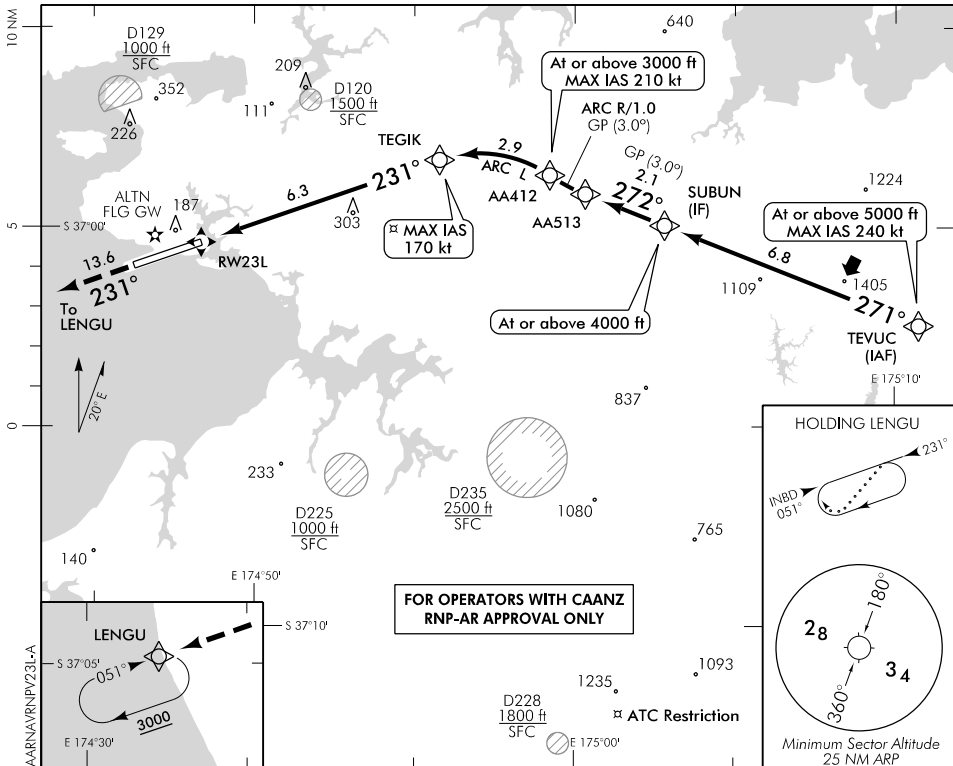 10 NM
D129
1000 ft
SFC
352
226
209
D120
1500 ft
SFC
111
640
At or above 3000 ft
MAX IAS 210 kt
ARC R/1.0
GP (3.0°)
TEGIK
2.9
ARC L
AA412
AA513
GP (3.0°)
2.1
272°
SUBUN
(IF)
1224
At or above 5000 ft
MAX IAS 240 kt
6.3
231°
303
¤ MAX IAS
170 kt
ALTN
FLG GW
187
5
S 37°00'
RW23L
13.6
231°
To
LENGU
6.8
1109
1405
271°
At or above 4000 ft
TEVUC
(IAF)
E 175°10'
20° E
0
837
HOLDING LENGU
231°
INBD
051°
233
D225
1000 ft
SFC
D235
2500 ft
SFC
1080
765
140
E 174°50'
FOR OPERATORS WITH CAANZ
RNP-AR APPROVAL ONLY
180°
28
34
360°
Minimum Sector Altitude
25 NM ARP
LENGU
S 37°10'
S 37°05'
051°
3000
E 174°30'
AARNAVRNPV23L-A
1093
1235
¤ ATC Restriction
D228
1800 ft
SFC
E 175°00'